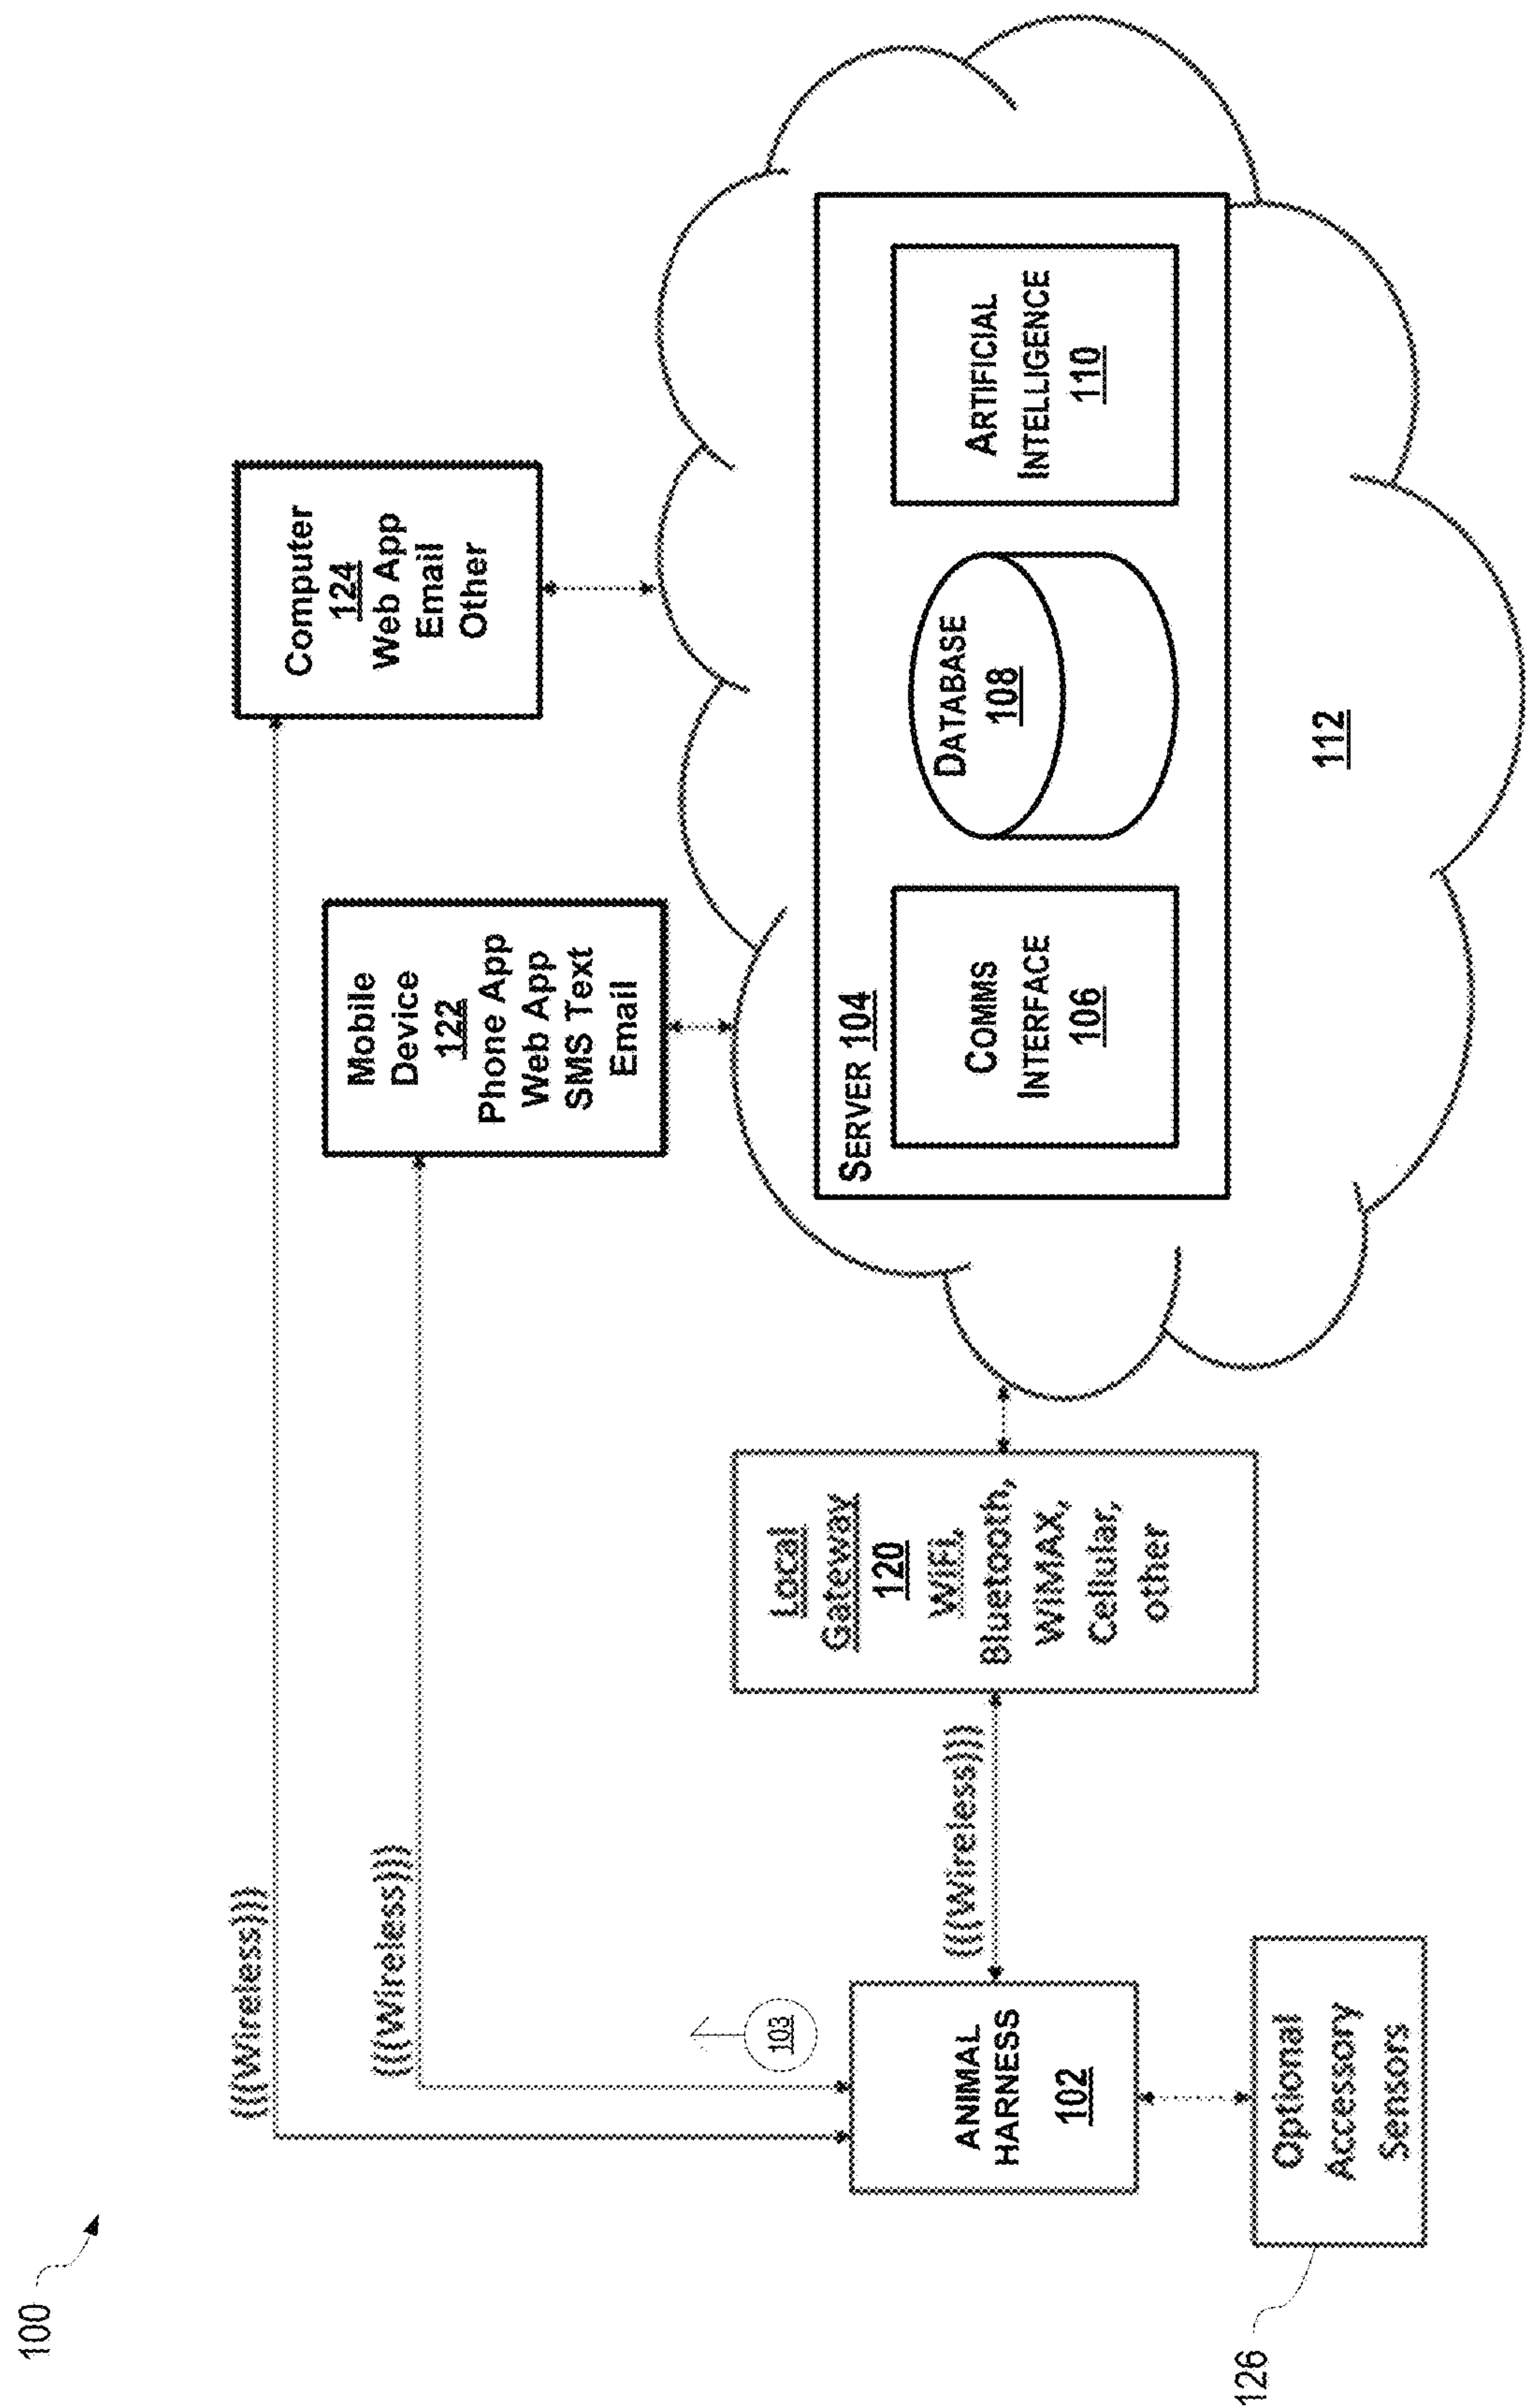 100
(((Wireless)))
Computer
124
Web App
Email
Other
(((Wireless)))
Mobile
Device
122
Phone App
Web App
SMS Text
Email
103
ANIMAL
HARNESS
102
(((Wireless)))
Local
Gateway
120
WiFi,
Bluetooth,
WiMAX,
Cellular,
other
SERVER 104
COMMS
INTERFACE
106
DATABASE
108
ARTIFICIAL
INTELLIGENCE
110
112
126
Optional
Accessory
Sensors